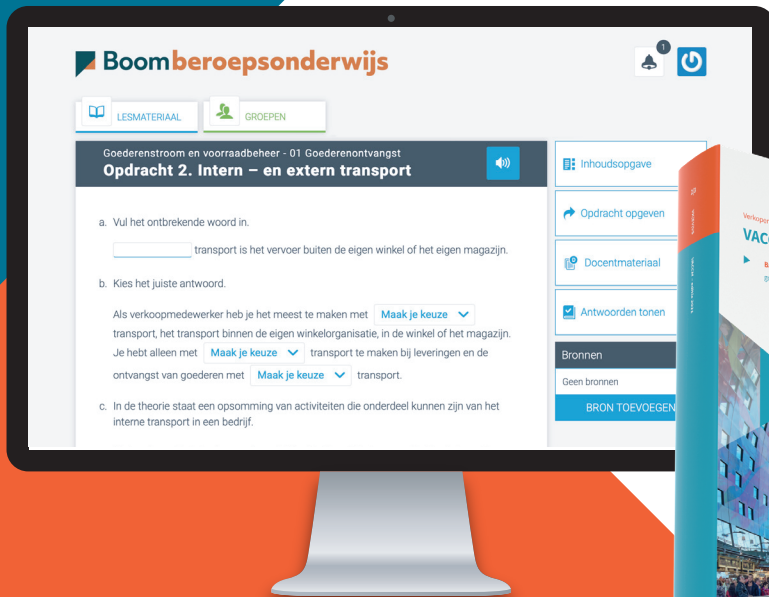 Boomberoepsonderwijs
1
LESMATERIAAL
GROEPEN
Goederenstroom en voorraadbeheer - 01 Goederenontvangst
Opdracht 2. Intern – en extern transport
a. Vul het ontbrekende woord in.
transport is het vervoer buiten de eigen winkel of het eigen magazijn.
b. Kies het juiste antwoord.
Als verkoopmedewerker heb je het meest te maken met Maak je keuze
transport, het transport binnen de eigen winkelorganisatie, in de winkel of het magazijn.
Je hebt alleen met Maak je keuze transport te maken bij leveringen en de
ontvangst van goederen met Maak je keuze transport.
c. In de theorie staat een opsomming van activiteiten die onderdeel kunnen zijn van het
interne transport in een bedrijf.
Inhoudsopgave
Opdracht opgeven
Docentmateriaal
Antwoorden tonen
Bronnen
Geen bronnen
BRON TOEVOEGEN